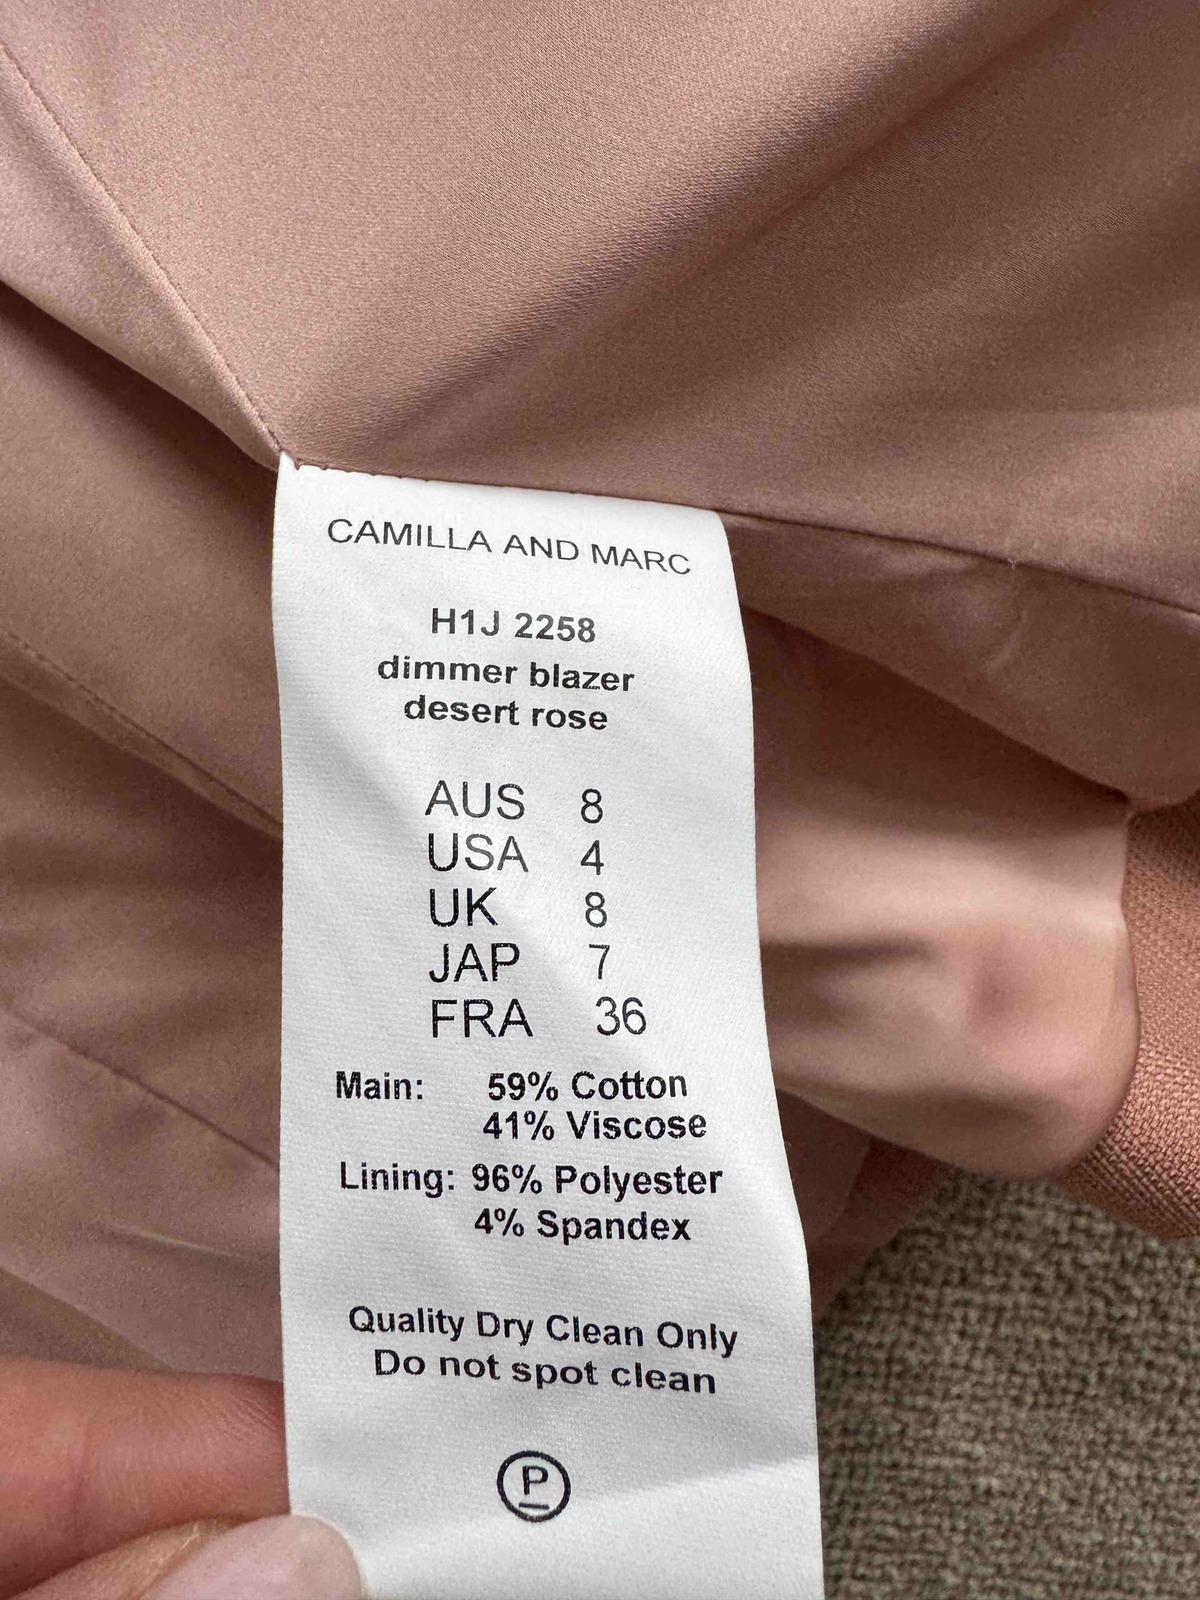 CAMILLA AND MARC
H1J 2258
dimmer blazer
desert rose
AUS 8
USA 4
UK 8
JAP 7
FRA 36
Main: 59% Cotton
41% Viscose
Lining: 96% Polyester
4% Spandex
Quality Dry Clean Only
Do not spot clean
P